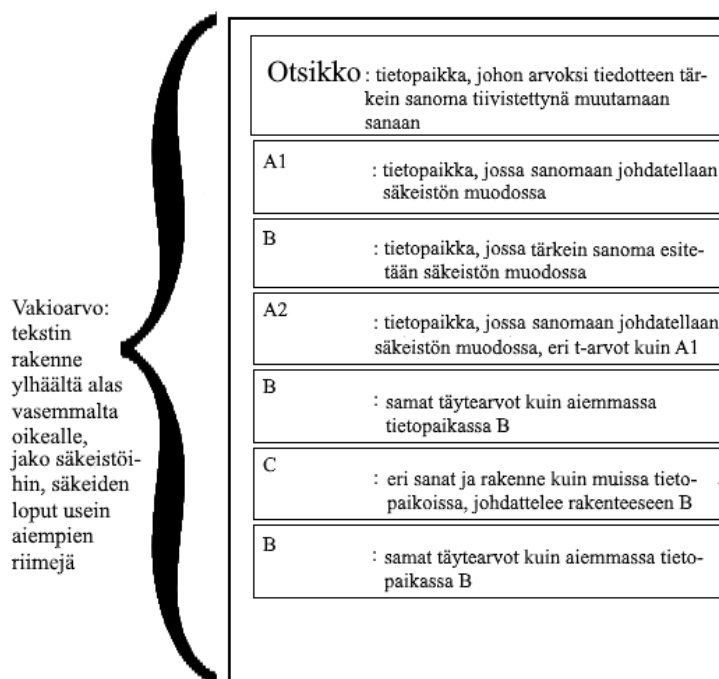 Otsikko : tietopaikka, johon arvoksi tiedotteen tär-
kein sanoma tiivistettynä muutamaan
sanaan
A1 : tietopaikka, jossa sanomaan johdatellaan
säkeistön muodossa
B : tietopaikka, jossa tärkein sanoma esite-
tään säkeistön muodossa
A2 : tietopaikka, jossa sanomaan johdatellaan
säkeistön muodossa, eri t-arvot kuin A1
B : samat täytearvot kuin aiemmassa
tietopaikassa B
C : eri sanat ja rakenne kuin muissa tieto-
paikoissa, johdattelee rakenteeseen B
B : samat täytearvot kuin aiemmassa tieto-
paikassa B
Vakioarvo:
tekstin
rakenne
ylhäältä alas
vasemmalta
oikealle,
jako säkeistöi-
hin, säkeiden
loput usein
aiempien
riimejä